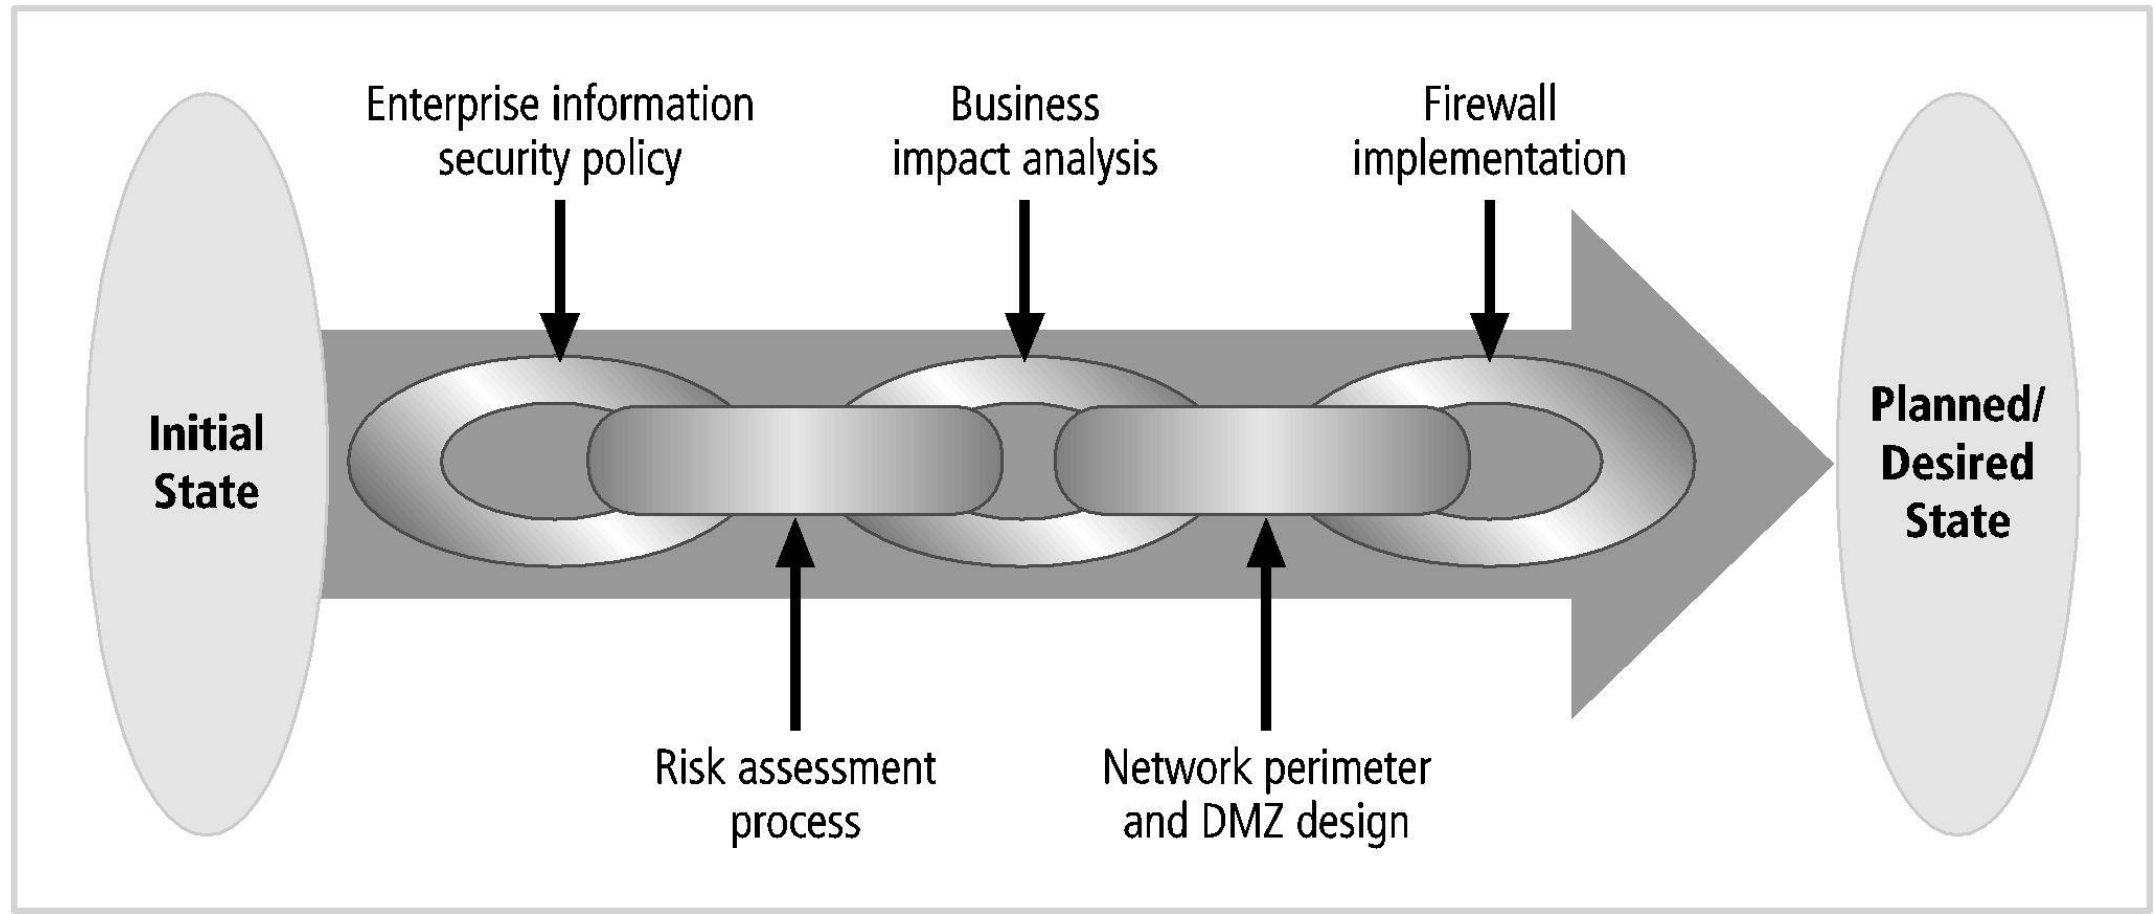 Enterprise information
security policy
Business
impact analysis
Firewall
implementation
Initial
State
Planned/
Desired
State
Risk assessment
process
Network perimeter
and DMZ design